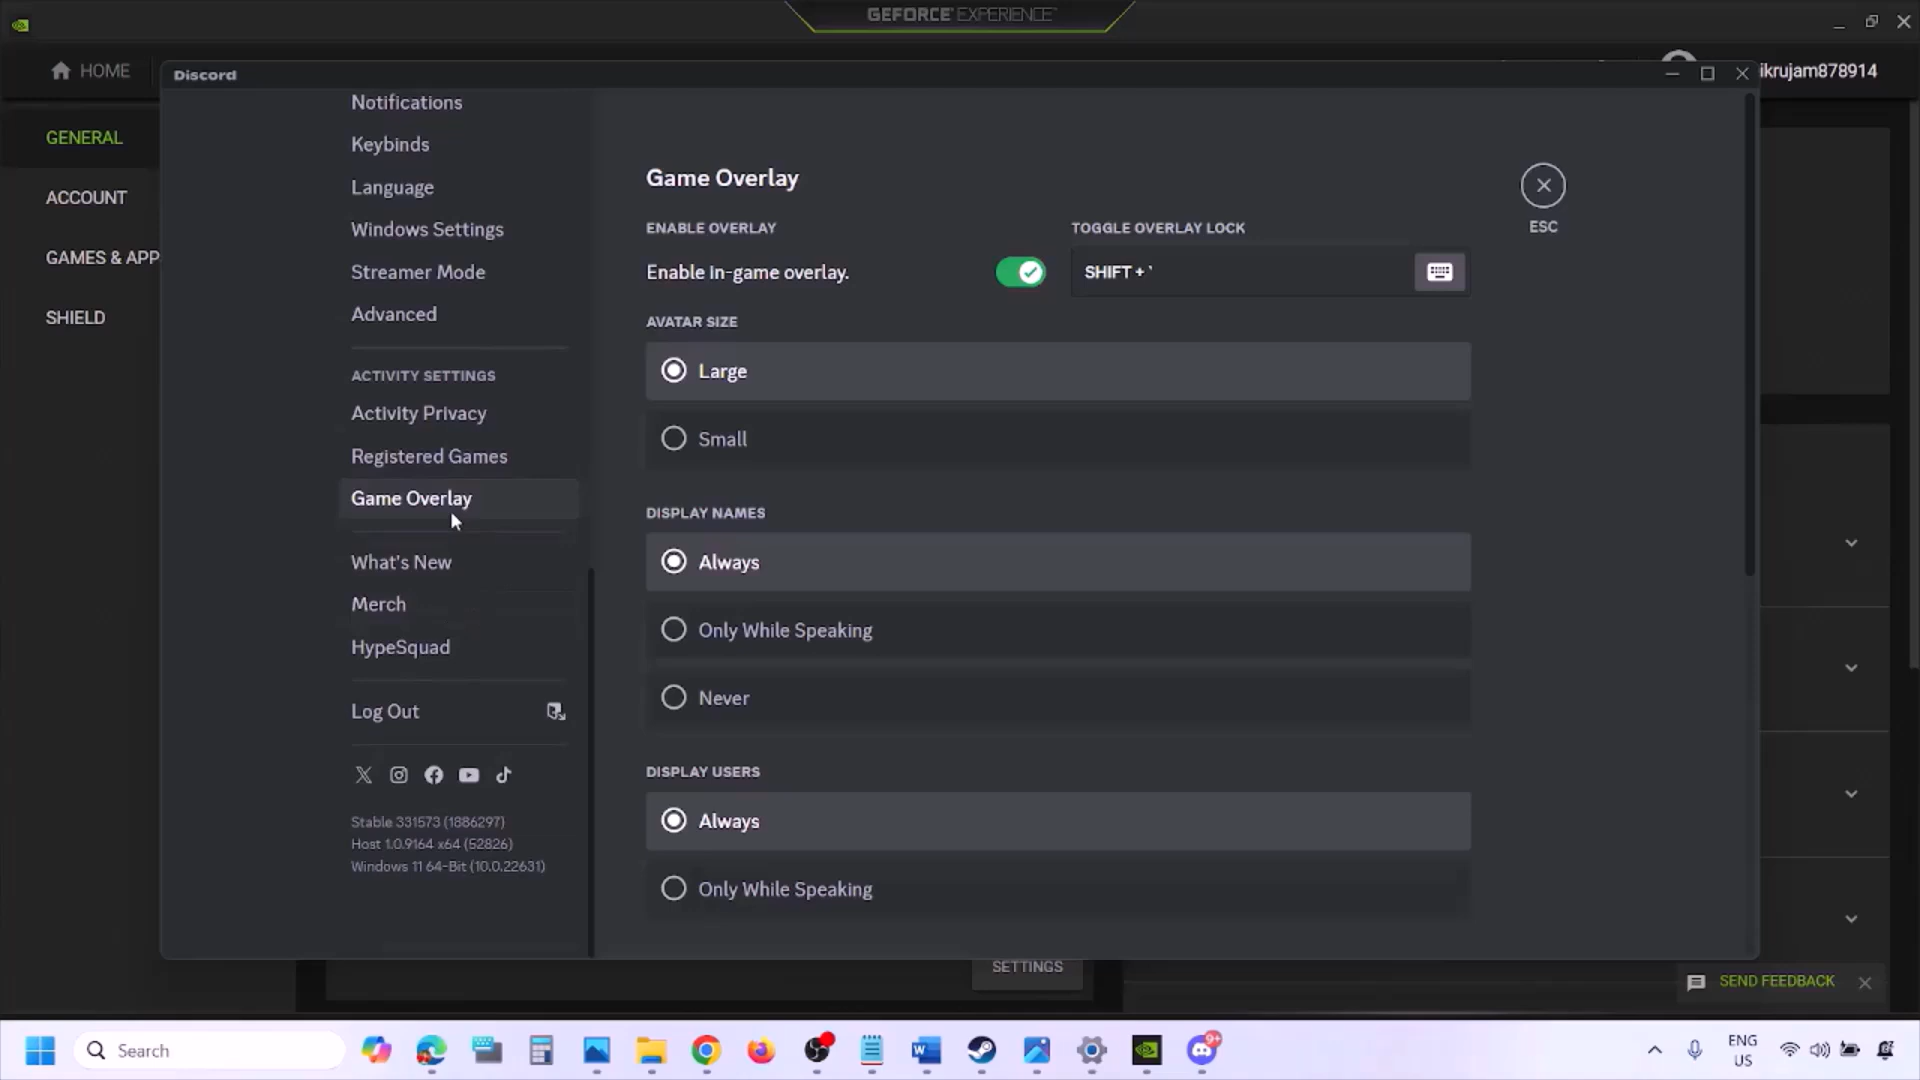 GEFORCE EXPERIENCE
HOME
ikrujam878914
GENERAL
ACCOUNT
GAMES & APP
SHIELD
Discord
Notifications
Keybinds
Language
Windows Settings
Streamer Mode
Advanced
ACTIVITY SETTINGS
Activity Privacy
Registered Games
Game Overlay
What's New
Merch
HypeSquad
Log Out
Stable 331573 (1886297)
Host 1.0.9164 x64 (52826)
Windows 11 64-Bit (10.0.22631)
Game Overlay
ESC
ENABLE OVERLAY
Enable in-game overlay.
TOGGLE OVERLAY LOCK
SHIFT + `
AVATAR SIZE
Large
Small
DISPLAY NAMES
Always
Only While Speaking
Never
DISPLAY USERS
Always
Only While Speaking
SETTINGS
SEND FEEDBACK
Search
9+
ENG
US